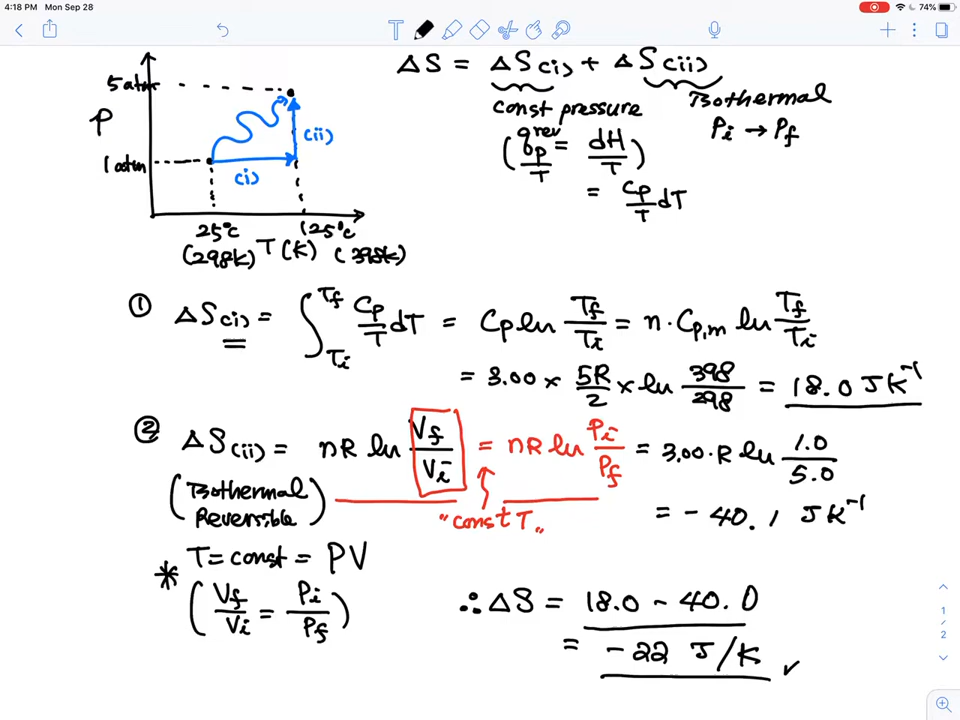 4:18 PM Mon Sep 28
74%
5 atm
P
1 atm
(i)
(ii)
25°C
125°C
(298K) T(K) (398K)
ΔS = ΔS(i) + ΔS(ii)
const pressure
Isothermal
Pi → Pf
(qrev p/T = dH/T)
= Cp/T dT
① ΔS(i) = ∫Ti Tf Cp/T dT = Cp ln Tf/Ti = n·Cp,m ln Tf/Ti
= 3.00 × 5R/2 × ln 398/298 = 18.0 JK⁻¹
② ΔS(ii) = nR ln Vf/Vi = nR ln Pi/Pf = 3.00·R ln 1.0/5.0
(Isothermal
Reversible)
"const T"
= -40.1 JK⁻¹
* T = const = PV
(Vf/Vi = Pi/Pf)
∴ ΔS = 18.0 - 40.0
= -22 J/K ✓
1
/
2